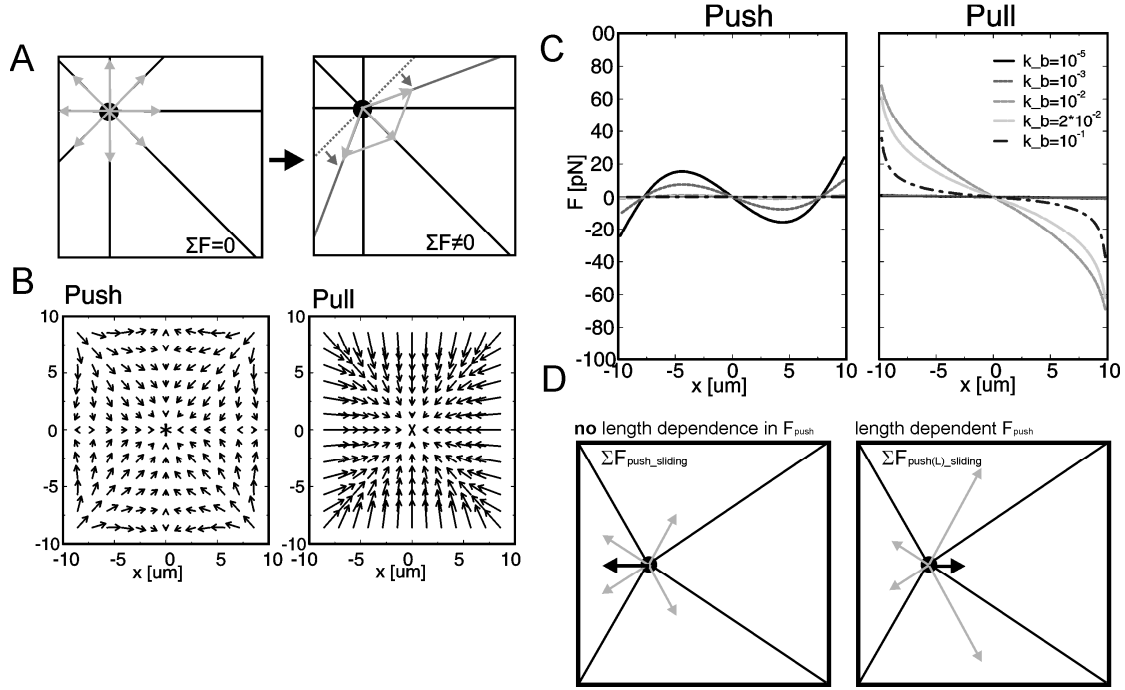 A
ΣF=0
ΣF≠0
B
Push
Pull
10
5
0
-5
-10
-10 -5 0 5 10
x [um]
10
5
0
-5
-10
-10 -5 0 5 10
x [um]
C
Push
Pull
F [pN]
00
80
60
40
20
0
-20
-40
-60
-80
-100
-10 -5 0 5 10
x [um]
k_b=10-5
k_b=10-3
k_b=10-2
k_b=2*10-2
k_b=10-1
-10 -5 0 5 10
x [um]
D
no length dependence in Fpush
ΣFpush_sliding
length dependent Fpush
ΣFpush(L)_sliding